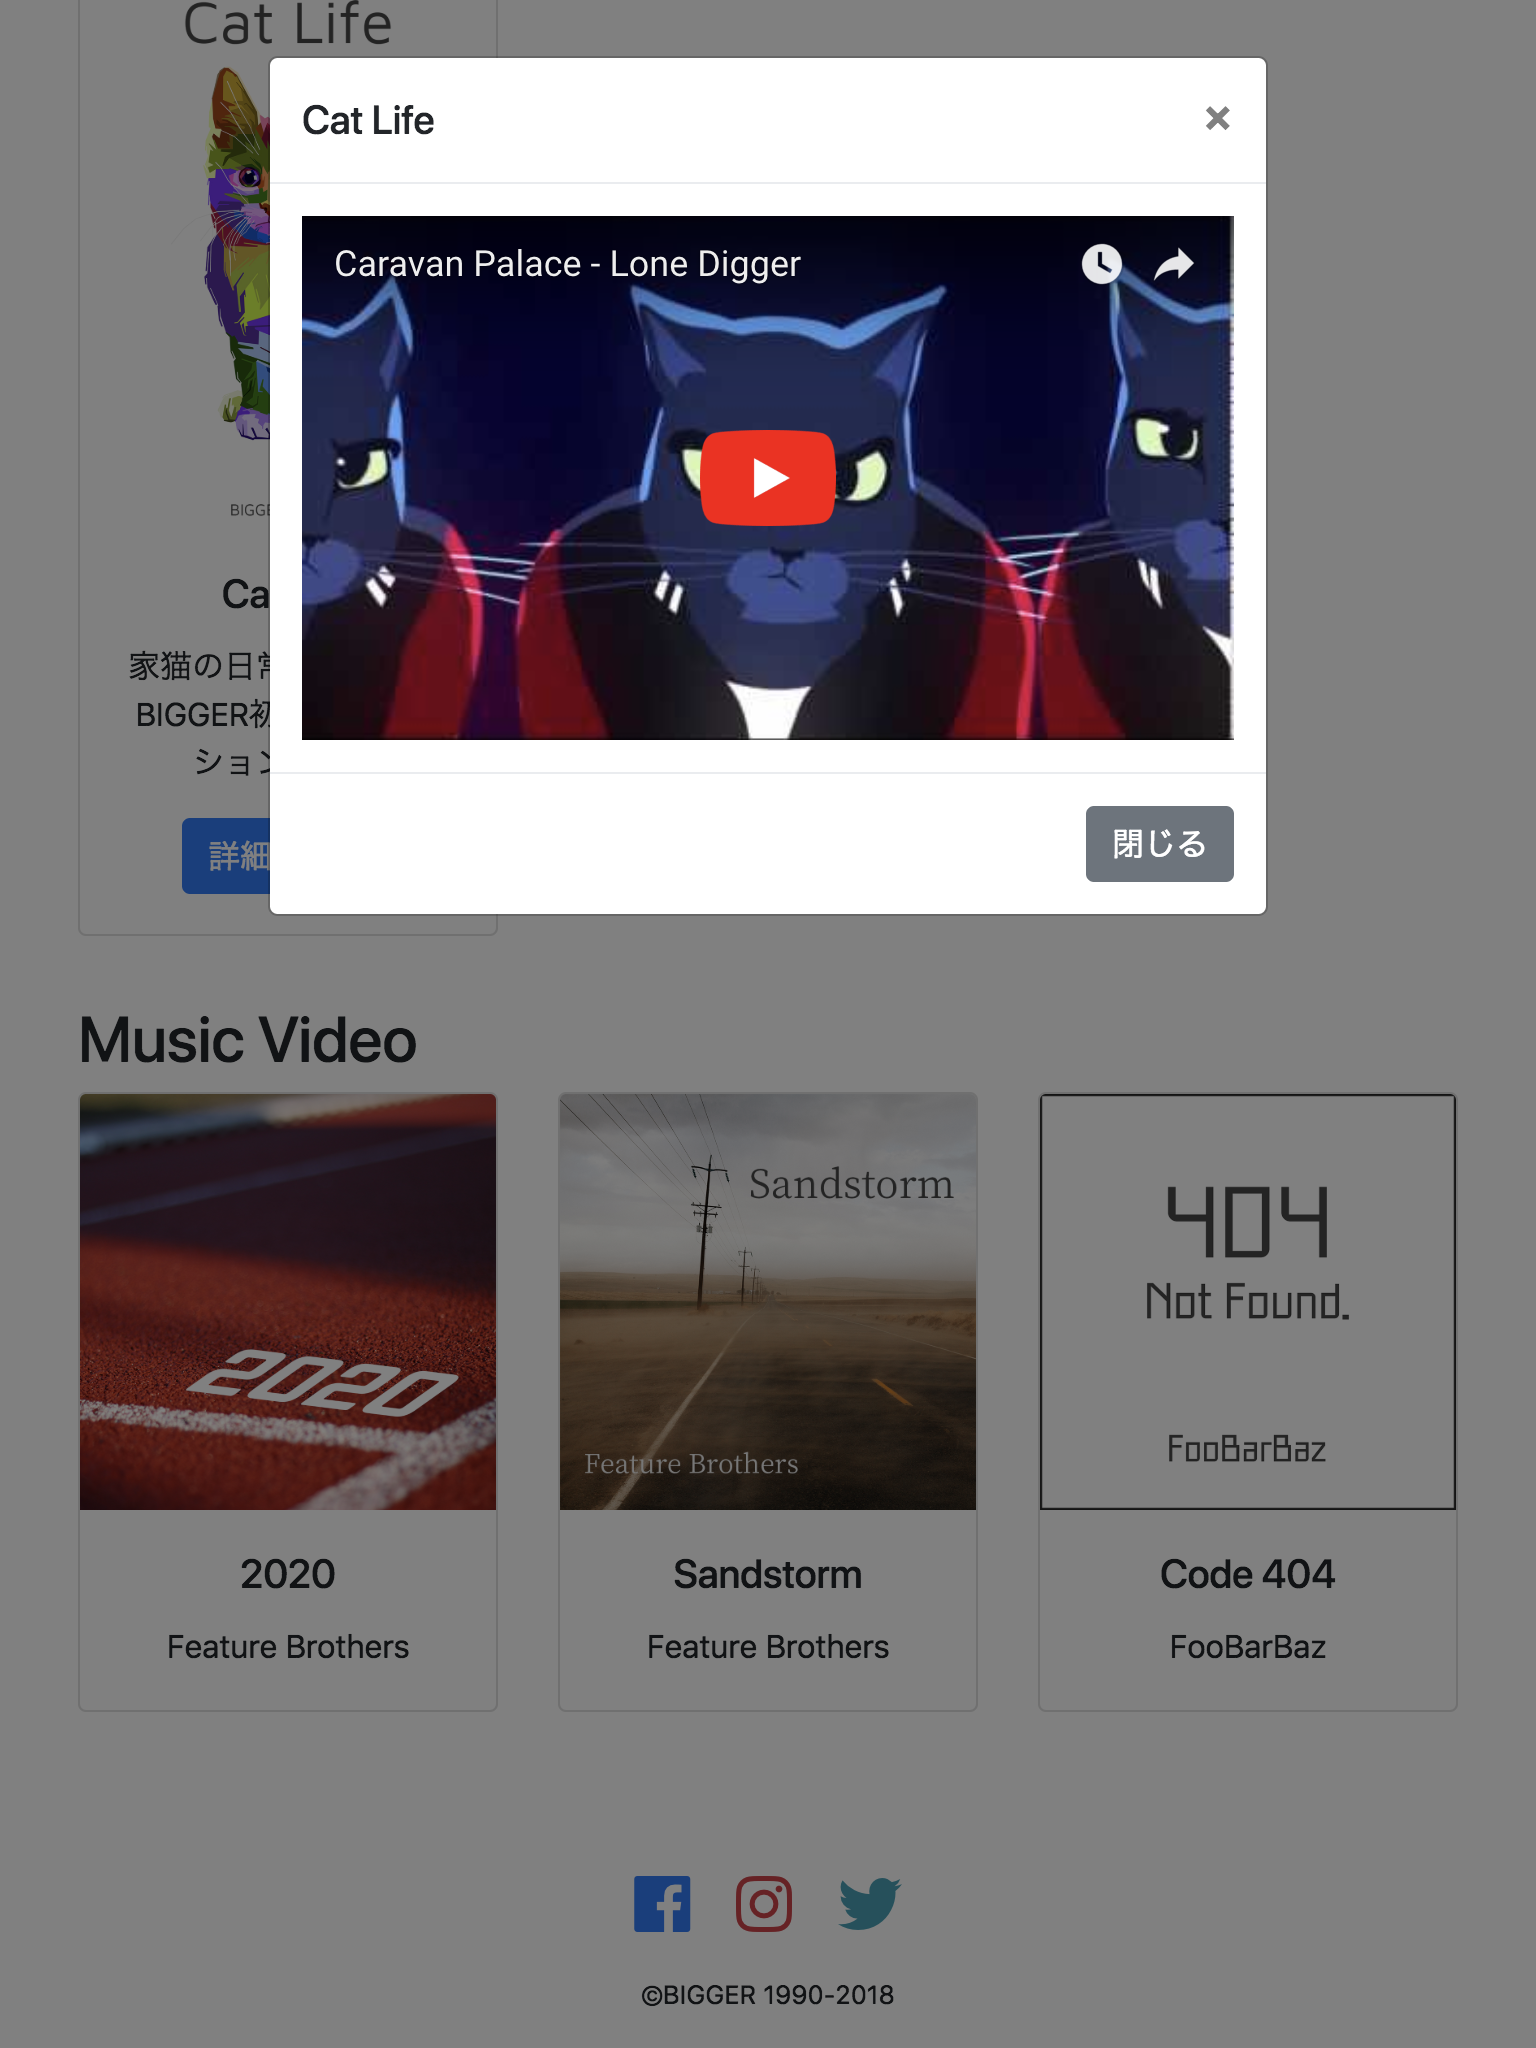 Cat Life
Cat Life
×
Caravan Palace - Lone Digger
BIGGE
Ca
家猫の日常
BIGGER初
ション
詳細
閉じる
Music Video
2020
Sandstorm
Feature Brothers
404
Not Found.
FooBarBaz
2020
Feature Brothers
Sandstorm
Feature Brothers
Code 404
FooBarBaz
©BIGGER 1990-2018